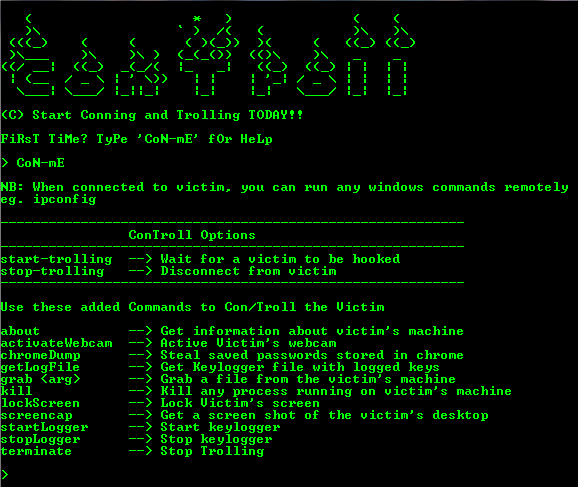 ConTroll
(C) Start Conning and Trolling TODAY!!
FiRsT TiMe? TyPe 'CoN-mE' fOr HeLp
> CoN-mE
NB: When connected to victim, you can run any windows commands remotely
eg. ipconfig
----------------------------------------------------------
ConTroll Options
----------------------------------------------------------
start-trolling --> Wait for a victim to be hooked
stop-trolling --> Disconnect from victim
----------------------------------------------------------
Use these added Commands to Con/Troll the Victim
about --> Get information about victim's machine
activateWebcam --> Active Victim's webcam
chromeDump --> Steal saved passwords stored in chrome
getLogFile --> Get Keylogger file with logged keys
grab <arg> --> Grab a file from the victim's machine
kill --> Kill any process running on victim's machine
lockScreen --> Lock Victim's screen
screencap --> Get a screen shot of the victim's desktop
startLogger --> Start keylogger
stopLogger --> Stop keylogger
terminate --> Stop Trolling
>